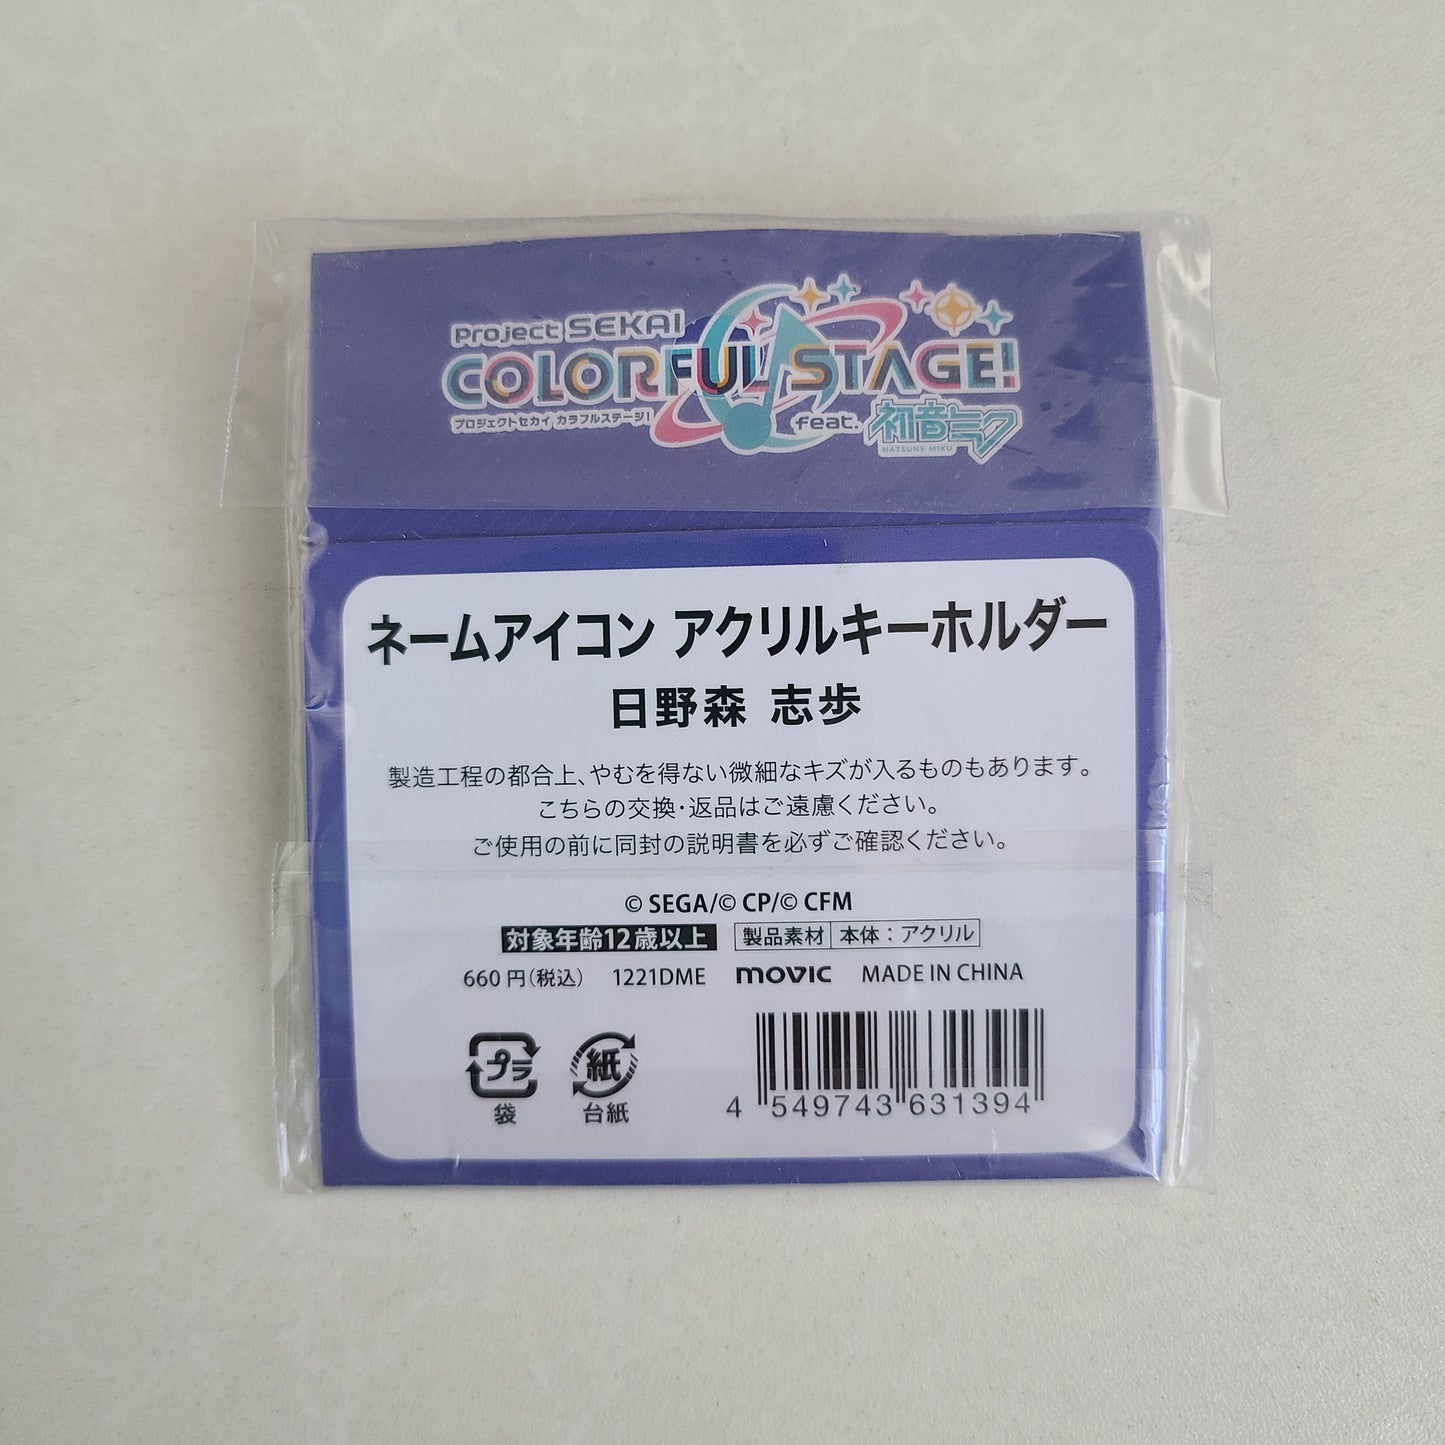 Project SEKAI
COLORFUL STAGE!
プロジェクトセカイ カラフルステージ! feat. 初音ミク
HATSUNE MIKU
ネームアイコン アクリルキーホルダー
日野森 志歩
製造工程の都合上、やむを得ない微細なキズが入るものもあります。
こちらの交換・返品はご遠慮ください。
ご使用の前に同封の説明書を必ずご確認ください。
© SEGA/© CP/© CFM
対象年齢12歳以上 製品素材 本体：アクリル
660円(税込) 1221DME movic MADE IN CHINA
プラ 紙
袋 台紙
4 549743 631394